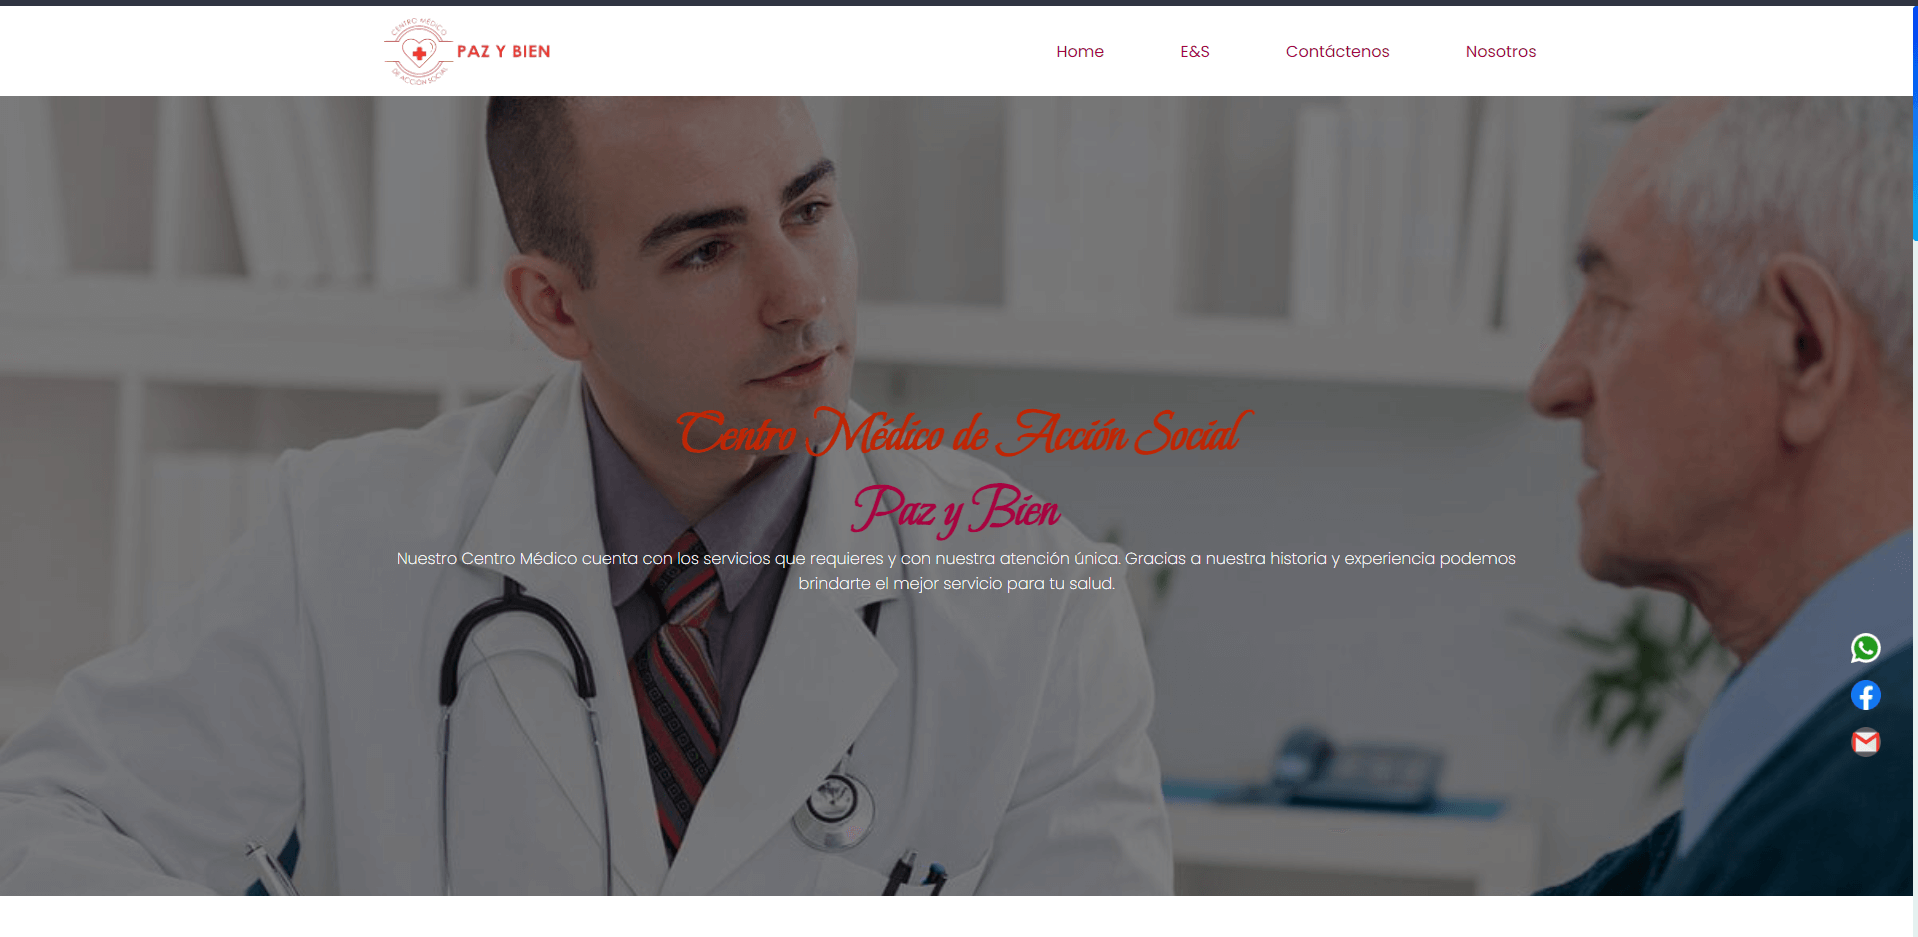 CENTRO MÉDICO
PAZ Y BIEN
DE ACCIÓN SOCIAL
Home
E&S
Contáctenos
Nosotros
Centro Médico de Acción Social
Paz y Bien
Nuestro Centro Médico cuenta con los servicios que requieres y con nuestra atención única. Gracias a nuestra historia y experiencia podemos
brindarte el mejor servicio para tu salud.